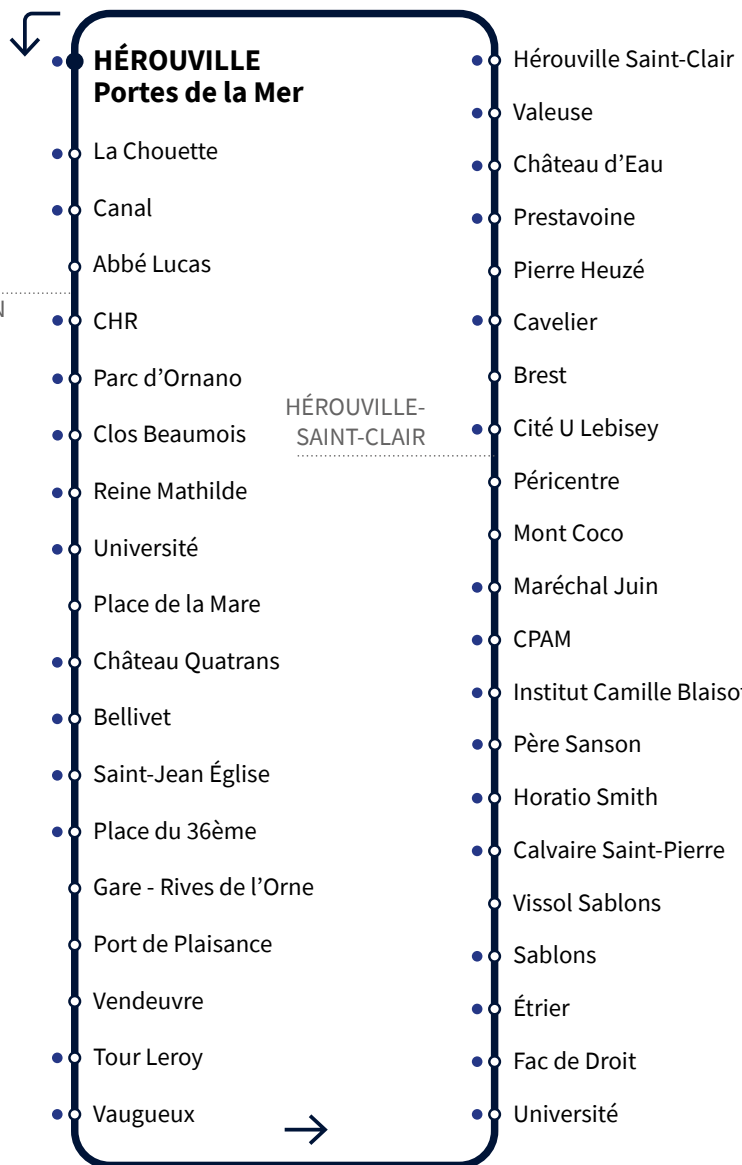 HÉROUVILLE
Portes de la Mer
La Chouette
Canal
Abbé Lucas
N
CHR
Parc d'Ornano
Clos Beaumois
Reine Mathilde
Université
Place de la Mare
Château Quatrans
Bellivet
Saint-Jean Église
Place du 36ème
Gare - Rives de l'Orne
Port de Plaisance
Vendeuvre
Tour Leroy
Vaugueux
Hérouville Saint-Clair
Valeuse
Château d'Eau
Prestavoine
Pierre Heuzé
Cavelier
Brest
HÉROUVILLE-
SAINT-CLAIR
Cité U Lebisey
Péricentre
Mont Coco
Maréchal Juin
CPAM
Institut Camille Blaisot
Père Sanson
Horatio Smith
Calvaire Saint-Pierre
Vissol Sablons
Sablons
Étrier
Fac de Droit
Université